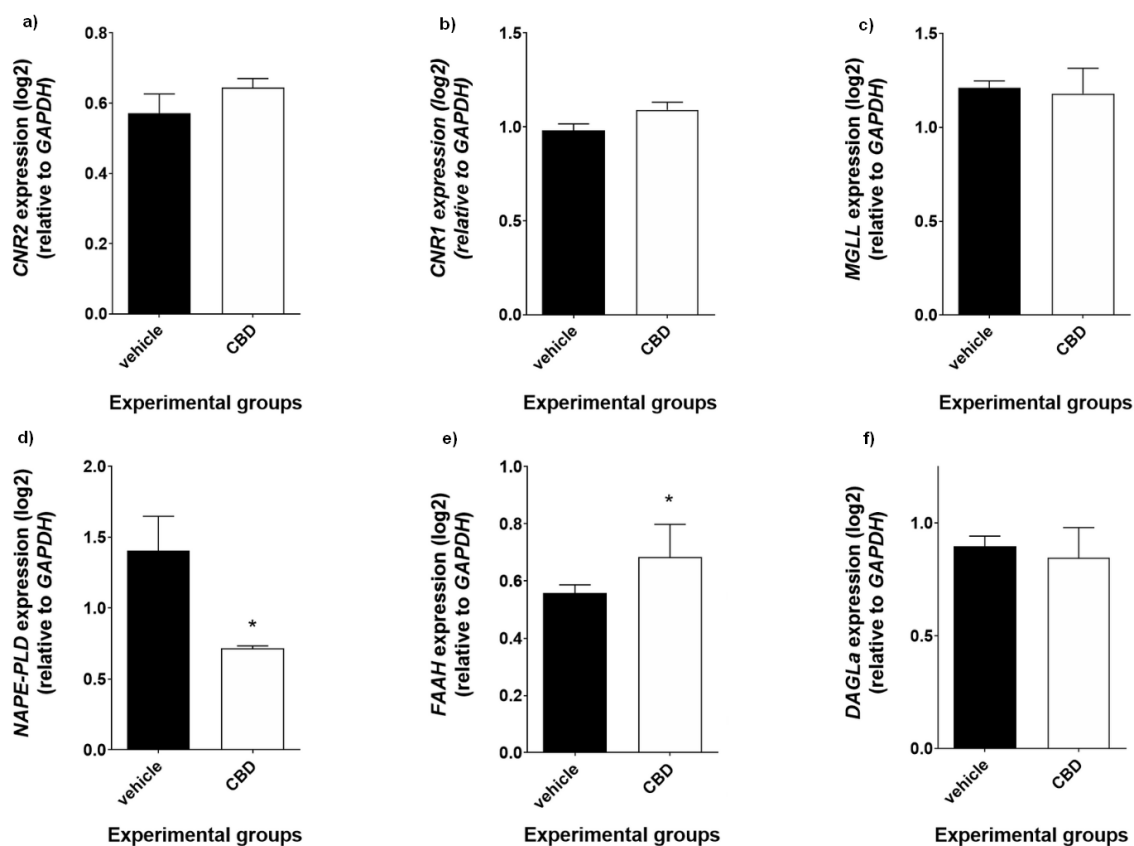 a)
CNR2 expression (log2)
(relative to GAPDH)
0.8
0.6
0.4
0.2
0.0
vehicle
CBD
Experimental groups
b)
CNR1 expression (log2)
(relative to GAPDH)
1.5
1.0
0.5
0.0
vehicle
CBD
Experimental groups
c)
MGLL expression (log2)
(relative to GAPDH)
1.5
1.0
0.5
0.0
vehicle
CBD
Experimental groups
d)
NAPE-PLD expression (log2)
(relative to GAPDH)
2.0
1.5
1.0
0.5
0.0
*
vehicle
CBD
Experimental groups
e)
FAAH expression (log2)
(relative to GAPDH)
1.0
0.8
0.6
0.4
0.2
0.0
*
vehicle
CBD
Experimental groups
f)
DAGLa expression (log2)
(relative to GAPDH)
1.0
0.5
0.0
vehicle
CBD
Experimental groups